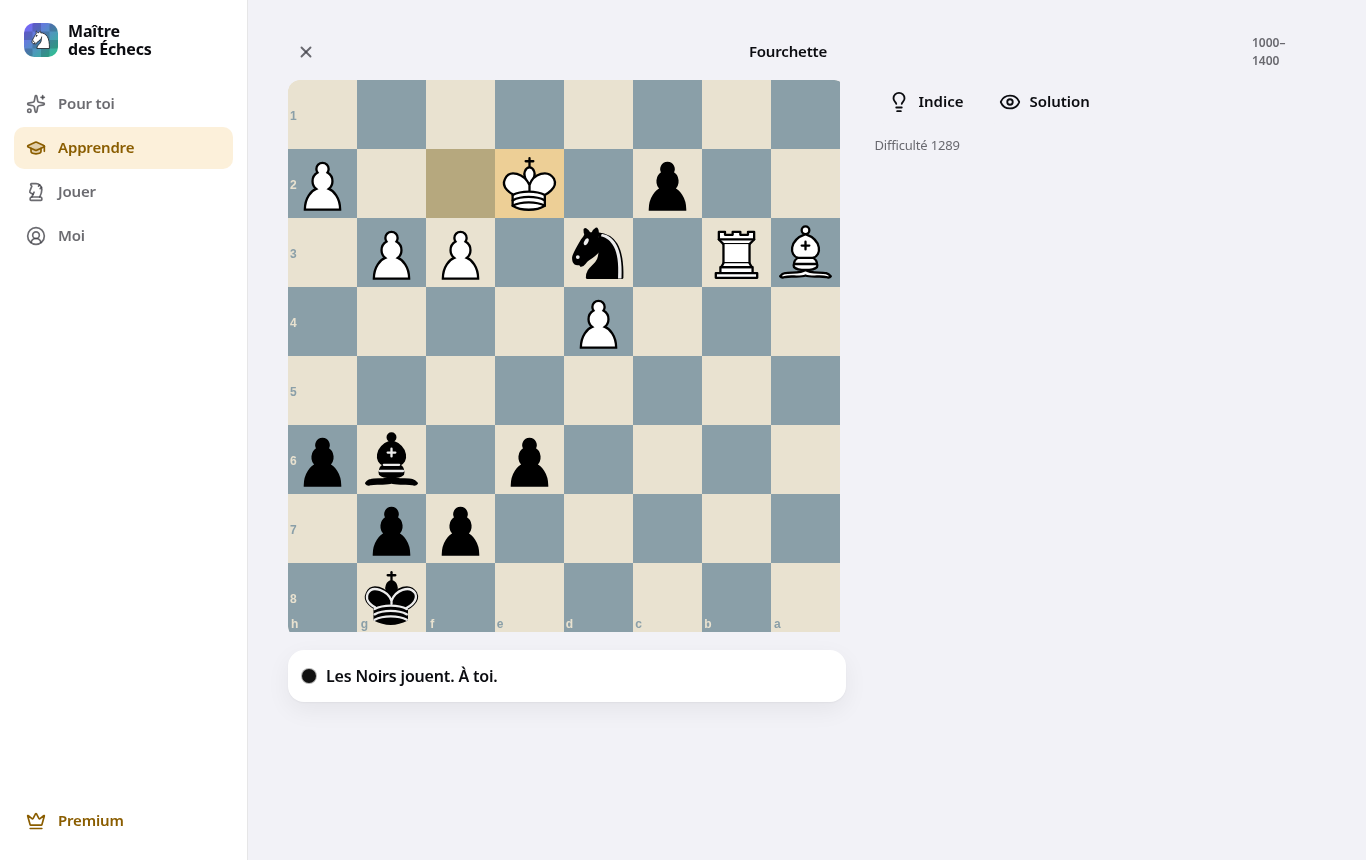 Maître
des Échecs
Pour toi
Apprendre
Jouer
Moi
Premium
Fourchette
1000–
1400
1
2
3
4
5
6
7
8
h
g
f
e
d
c
b
a
Indice
Solution
Difficulté 1289
Les Noirs jouent. À toi.